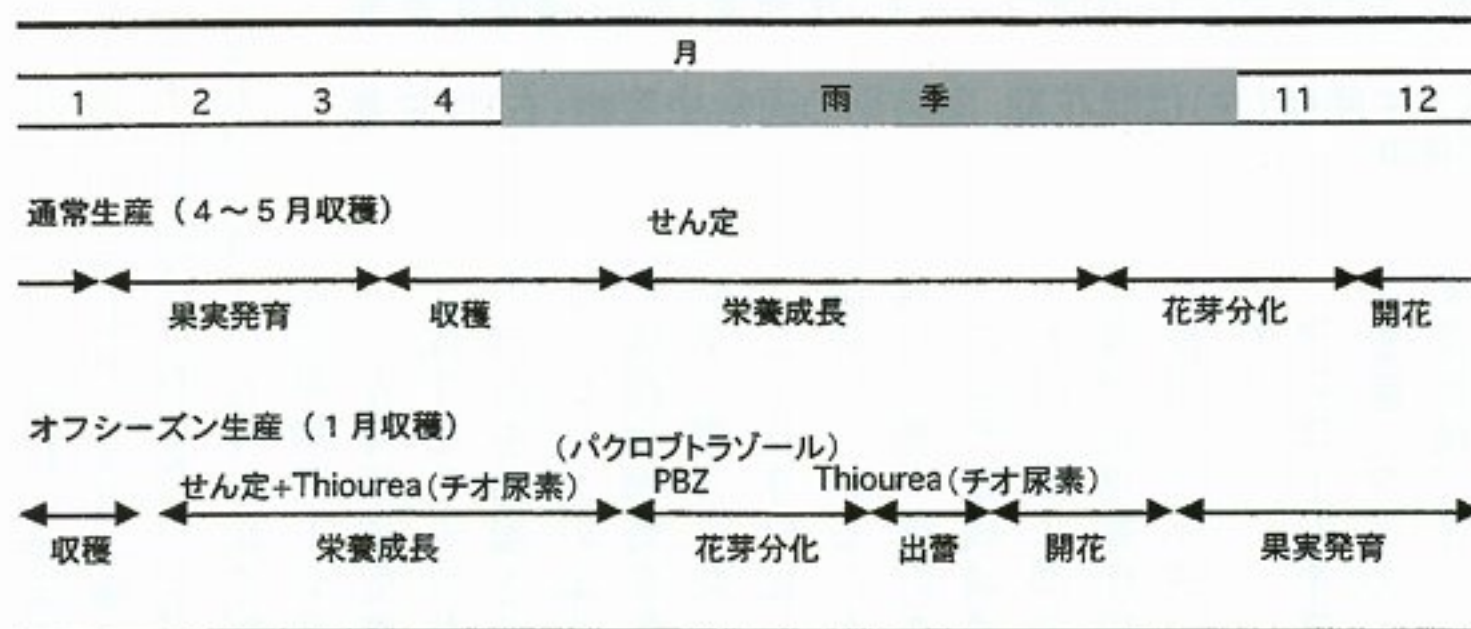 月
1 2 3 4 雨季 11 12
通常生産（4～5月収穫）
せん定
果実発育 収穫 栄養成長 花芽分化 開花
オフシーズン生産（1月収穫）
（パクロブトラゾール）
せん定+Thiourea（チオ尿素） PBZ Thiourea（チオ尿素）
収穫 栄養成長 花芽分化 出蕾 開花 果実発育